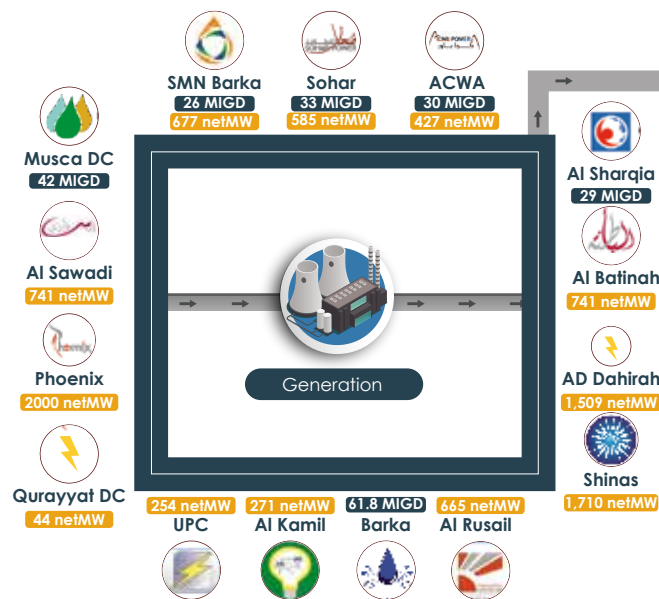 SMN Barka
26 MIGD
677 netMW
Sohar
33 MIGD
585 netMW
ACWA
30 MIGD
427 netMW
Musca DC
42 MIGD
Al Sawadi
741 netMW
Phoenix
2000 netMW
Qurayyat DC
44 netMW
Generation
Al Sharqia
29 MIGD
Al Batinah
741 netMW
AD Dahirah
1,509 netMW
Shinas
1,710 netMW
254 netMW
UPC
271 netMW
Al Kamil
61.8 MIGD
Barka
665 netMW
Al Rusail